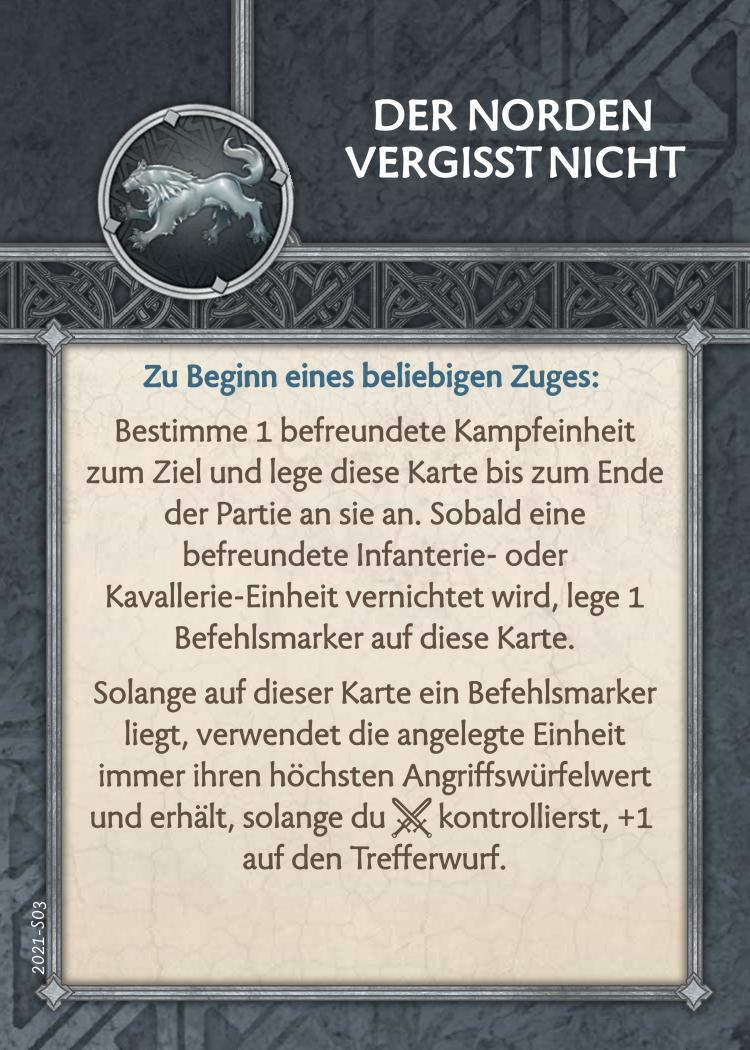 DER NORDEN
VERGISST NICHT
Zu Beginn eines beliebigen Zuges:
Bestimme 1 befreundete Kampfeinheit
zum Ziel und lege diese Karte bis zum Ende
der Partie an sie an. Sobald eine
befreundete Infanterie- oder
Kavallerie-Einheit vernichtet wird, lege 1
Befehlsmarker auf diese Karte.
Solange auf dieser Karte ein Befehlsmarker
liegt, verwendet die angelegte Einheit
immer ihren höchsten Angriffswürfelwert
und erhält, solange du kontrollierst, +1
auf den Trefferwurf.
2021-S03